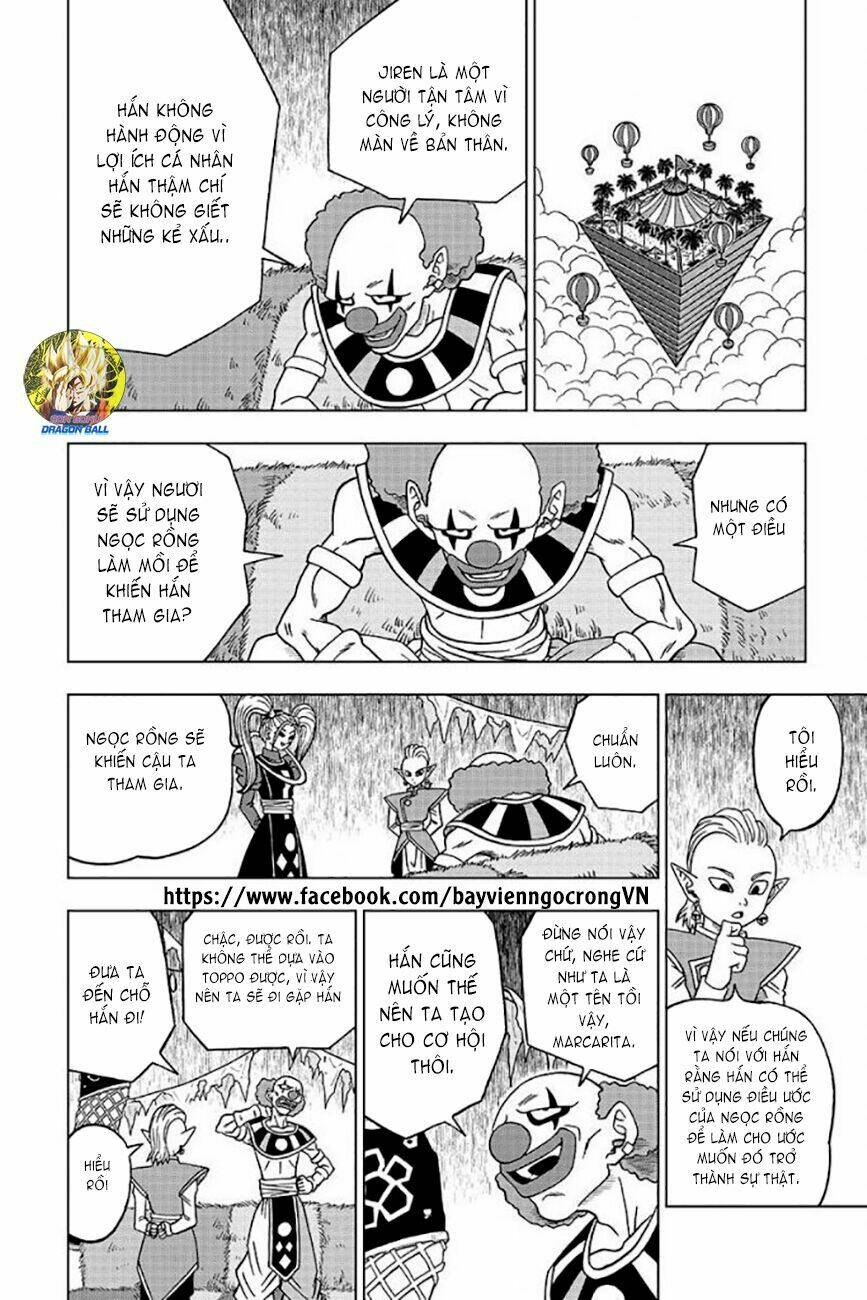 JIREN LÀ MỘT
NGƯỜI TẬN TÂM VÌ
CÔNG LÝ, KHÔNG
MÀN VỀ BẢN THÂN.
HẮN KHÔNG
HÀNH ĐỘNG VÌ
LỢI ÍCH CÁ NHÂN
HẮN THẬM CHÍ
SẼ KHÔNG GIẾT
NHỮNG KẺ XẤU..
DRAGON BALL
NHƯNG CÓ
MỘT ĐIỀU
VÌ VẬY NGƯƠI
SẼ SỬ DỤNG
NGỌC RỒNG
LÀM MỒI ĐỂ
KHIẾN HẮN
THAM GIA?
TÔI
HIỂU
RỒI.
VÌ VẬY NẾU CHÚNG
TA NÓI VỚI HẮN
RẰNG HẮN CÓ THỂ
SỬ DỤNG ĐIỀU ƯỚC
CỦA NGỌC RỒNG
ĐỂ LÀM CHO ƯỚC
MUỐN ĐÓ TRỞ
THÀNH SỰ THẬT.
CHUẨN
LUÔN.
NGỌC RỒNG SẼ
KHIẾN CẬU TA
THAM GIA.
https://www.facebook.com/bayvienngocrongVN
ĐỪNG NÓI VẬY
CHỨ, NGHE CỨ
NHƯ TA LÀ
MỘT TÊN TỒI
VẬY,
MARCARITA.
HẮN CŨNG
MUỐN THẾ
NÊN TA TẠO
CHO CƠ HỘI
THÔI.
CHẬC, ĐƯỢC RỒI. TA
KHÔNG THỂ DỰA VÀO
TOPPO ĐƯỢC, VÌ VẬY
NÊN TA SẼ ĐI GẶP HẮN
ĐƯA TA
ĐẾN CHỖ
HẮN ĐI!
HIỂU
RỒI